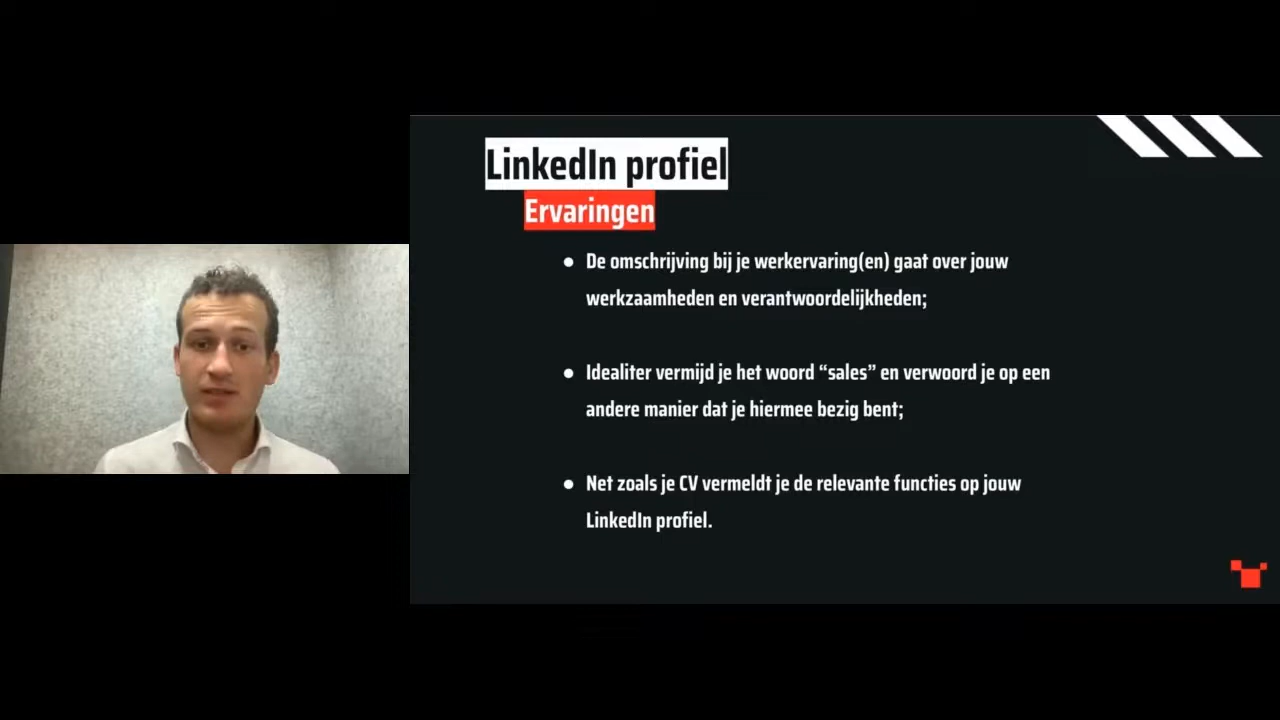 LinkedIn profiel
Ervaringen
● De omschrijving bij je werkervaring(en) gaat over jouw
werkzaamheden en verantwoordelijkheden;
● Idealiter vermijd je het woord “sales” en verwoord je op een
andere manier dat je hiermee bezig bent;
● Net zoals je CV vermeldt je de relevante functies op jouw
LinkedIn profiel.